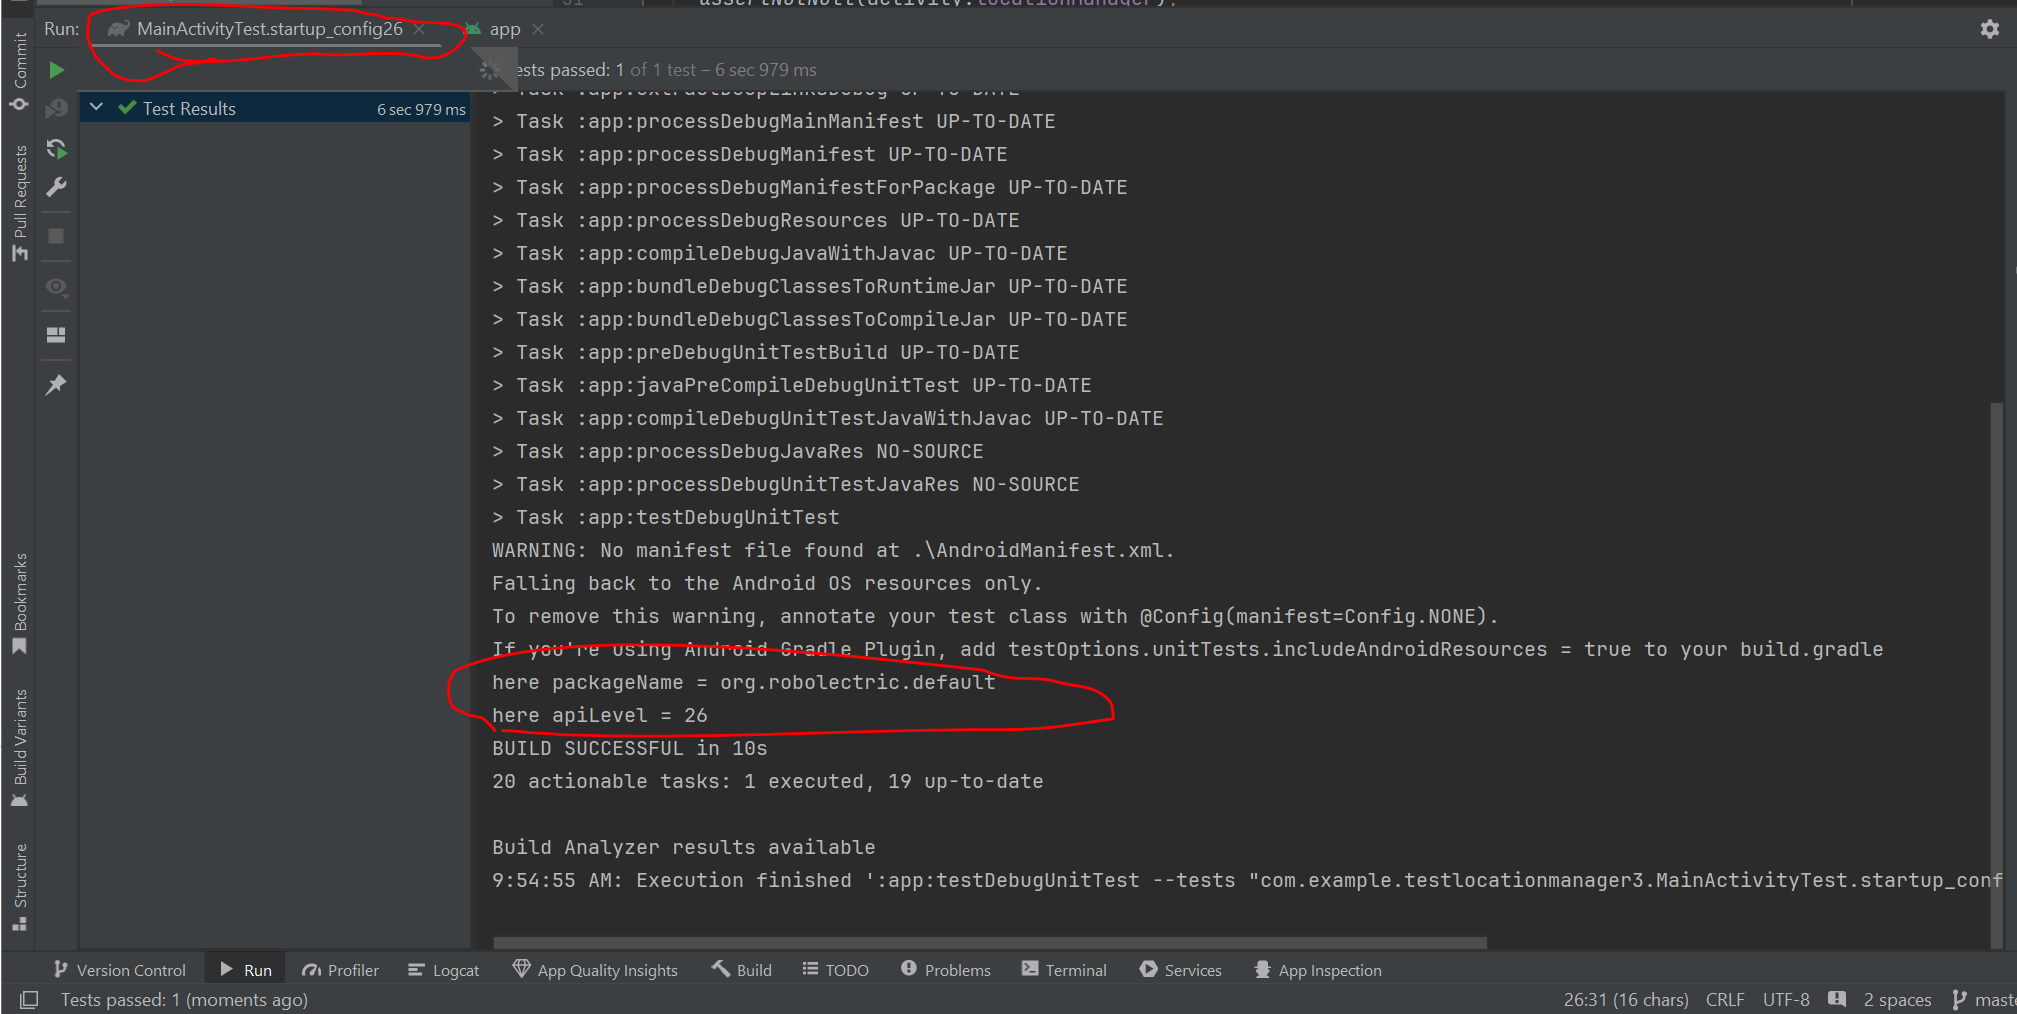 31 assertNotNull(activity.locationManager);
Run: MainActivityTest.startup_config26 app
Tests passed: 1 of 1 test – 6 sec 979 ms
Commit
Pull Requests
Bookmarks
Build Variants
Structure
Test Results 6 sec 979 ms
> Task :app:extractDeepLinksDebug UP-TO-DATE
> Task :app:processDebugMainManifest UP-TO-DATE
> Task :app:processDebugManifest UP-TO-DATE
> Task :app:processDebugManifestForPackage UP-TO-DATE
> Task :app:processDebugResources UP-TO-DATE
> Task :app:compileDebugJavaWithJavac UP-TO-DATE
> Task :app:bundleDebugClassesToRuntimeJar UP-TO-DATE
> Task :app:bundleDebugClassesToCompileJar UP-TO-DATE
> Task :app:preDebugUnitTestBuild UP-TO-DATE
> Task :app:javaPreCompileDebugUnitTest UP-TO-DATE
> Task :app:compileDebugUnitTestJavaWithJavac UP-TO-DATE
> Task :app:processDebugJavaRes NO-SOURCE
> Task :app:processDebugUnitTestJavaRes NO-SOURCE
> Task :app:testDebugUnitTest
WARNING: No manifest file found at .\AndroidManifest.xml.
Falling back to the Android OS resources only.
To remove this warning, annotate your test class with @Config(manifest=Config.NONE).
If you're using Android Gradle Plugin, add testOptions.unitTests.includeAndroidResources = true to your build.gradle
here packageName = org.robolectric.default
here apiLevel = 26
BUILD SUCCESSFUL in 10s
20 actionable tasks: 1 executed, 19 up-to-date
Build Analyzer results available
9:54:55 AM: Execution finished ':app:testDebugUnitTest --tests "com.example.testlocationmanager3.MainActivityTest.startup_conf
Version Control Run Profiler Logcat App Quality Insights Build TODO Problems Terminal Services App Inspection
Tests passed: 1 (moments ago) 26:31 (16 chars) CRLF UTF-8 2 spaces maste